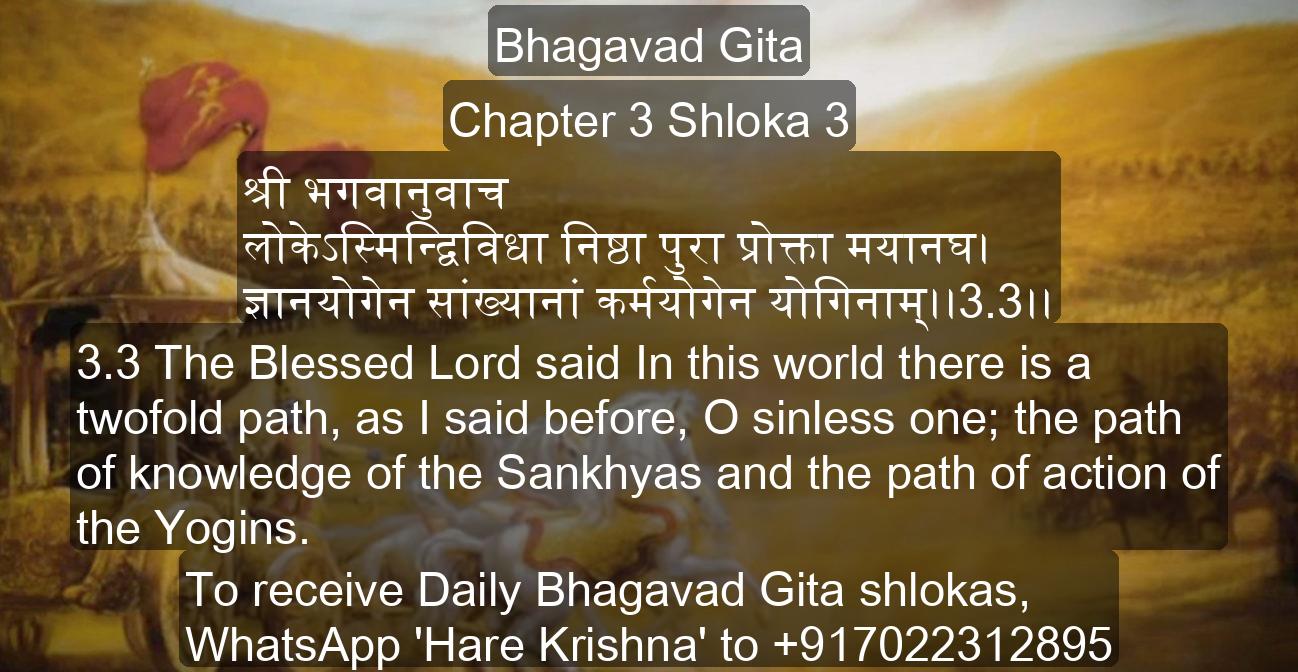 Bhagavad Gita
Chapter 3 Shloka 3
श्री भगवानुवाच
लोकेऽस्मिन्द्विविधा निष्ठा पुरा प्रोक्ता मयानघ।
ज्ञानयोगेन सांख्यानां कर्मयोगेन योगिनाम्।।3.3।।
3.3 The Blessed Lord said In this world there is a
twofold path, as I said before, O sinless one; the path
of knowledge of the Sankhyas and the path of action of
the Yogins.
To receive Daily Bhagavad Gita shlokas,
WhatsApp 'Hare Krishna' to +917022312895